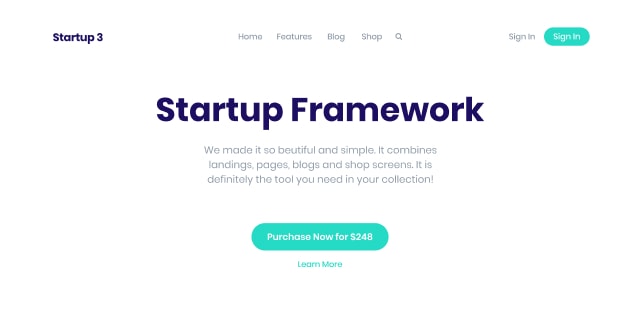 Startup 3
Home Features Blog Shop
Sign In Sign In
Startup Framework
We made it so beutiful and simple. It combines
landings, pages, blogs and shop screens. It is
definitely the tool you need in your collection!
Purchase Now for $248
Learn More